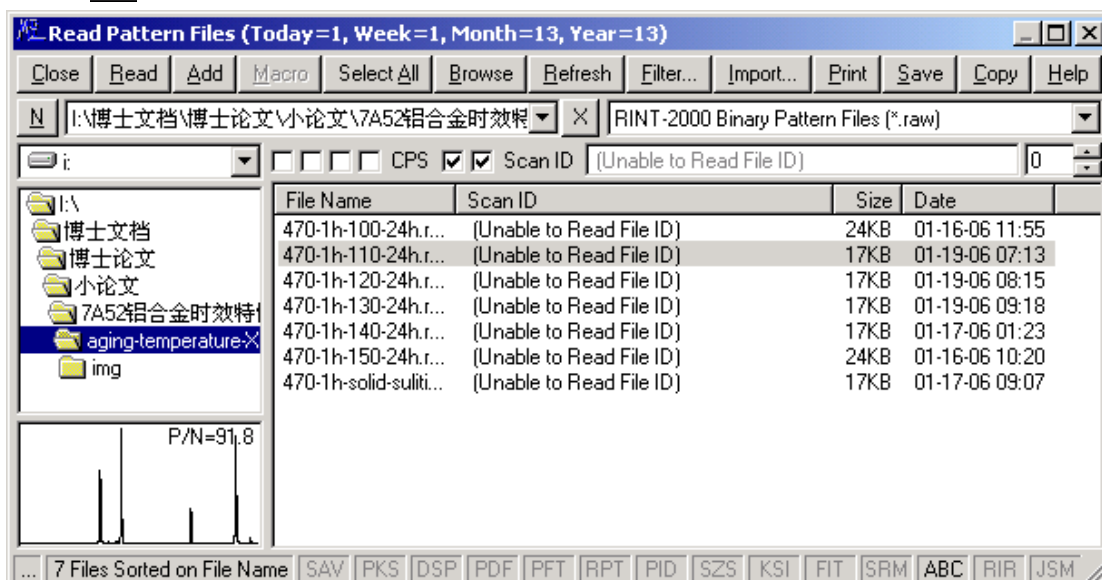 Read Pattern Files (Today=1, Week=1, Month=13, Year=13)
Close Read Add Macro Select All Browse Refresh Filter... Import... Print Save Copy Help
N I:\博士文档\博士论文\小论文\7A52铝合金时效特 X RINT-2000 Binary Pattern Files (*.raw)
i: CPS Scan ID (Unable to Read File ID) 0
I:\
博士文档
博士论文
小论文
7A52铝合金时效特
aging-temperature-X
img
P/N=91.8
File Name Scan ID Size Date
470-1h-100-24h.r... (Unable to Read File ID) 24KB 01-16-06 11:55
470-1h-110-24h.r... (Unable to Read File ID) 17KB 01-19-06 07:13
470-1h-120-24h.r... (Unable to Read File ID) 17KB 01-19-06 08:15
470-1h-130-24h.r... (Unable to Read File ID) 17KB 01-19-06 09:18
470-1h-140-24h.r... (Unable to Read File ID) 17KB 01-17-06 01:23
470-1h-150-24h.r... (Unable to Read File ID) 24KB 01-16-06 10:20
470-1h-solid-suliti... (Unable to Read File ID) 17KB 01-17-06 09:07
... 7 Files Sorted on File Name SAV PKS DSP PDF PFT RPT PID SZS KSI FIT SRM ABC RIR JSM